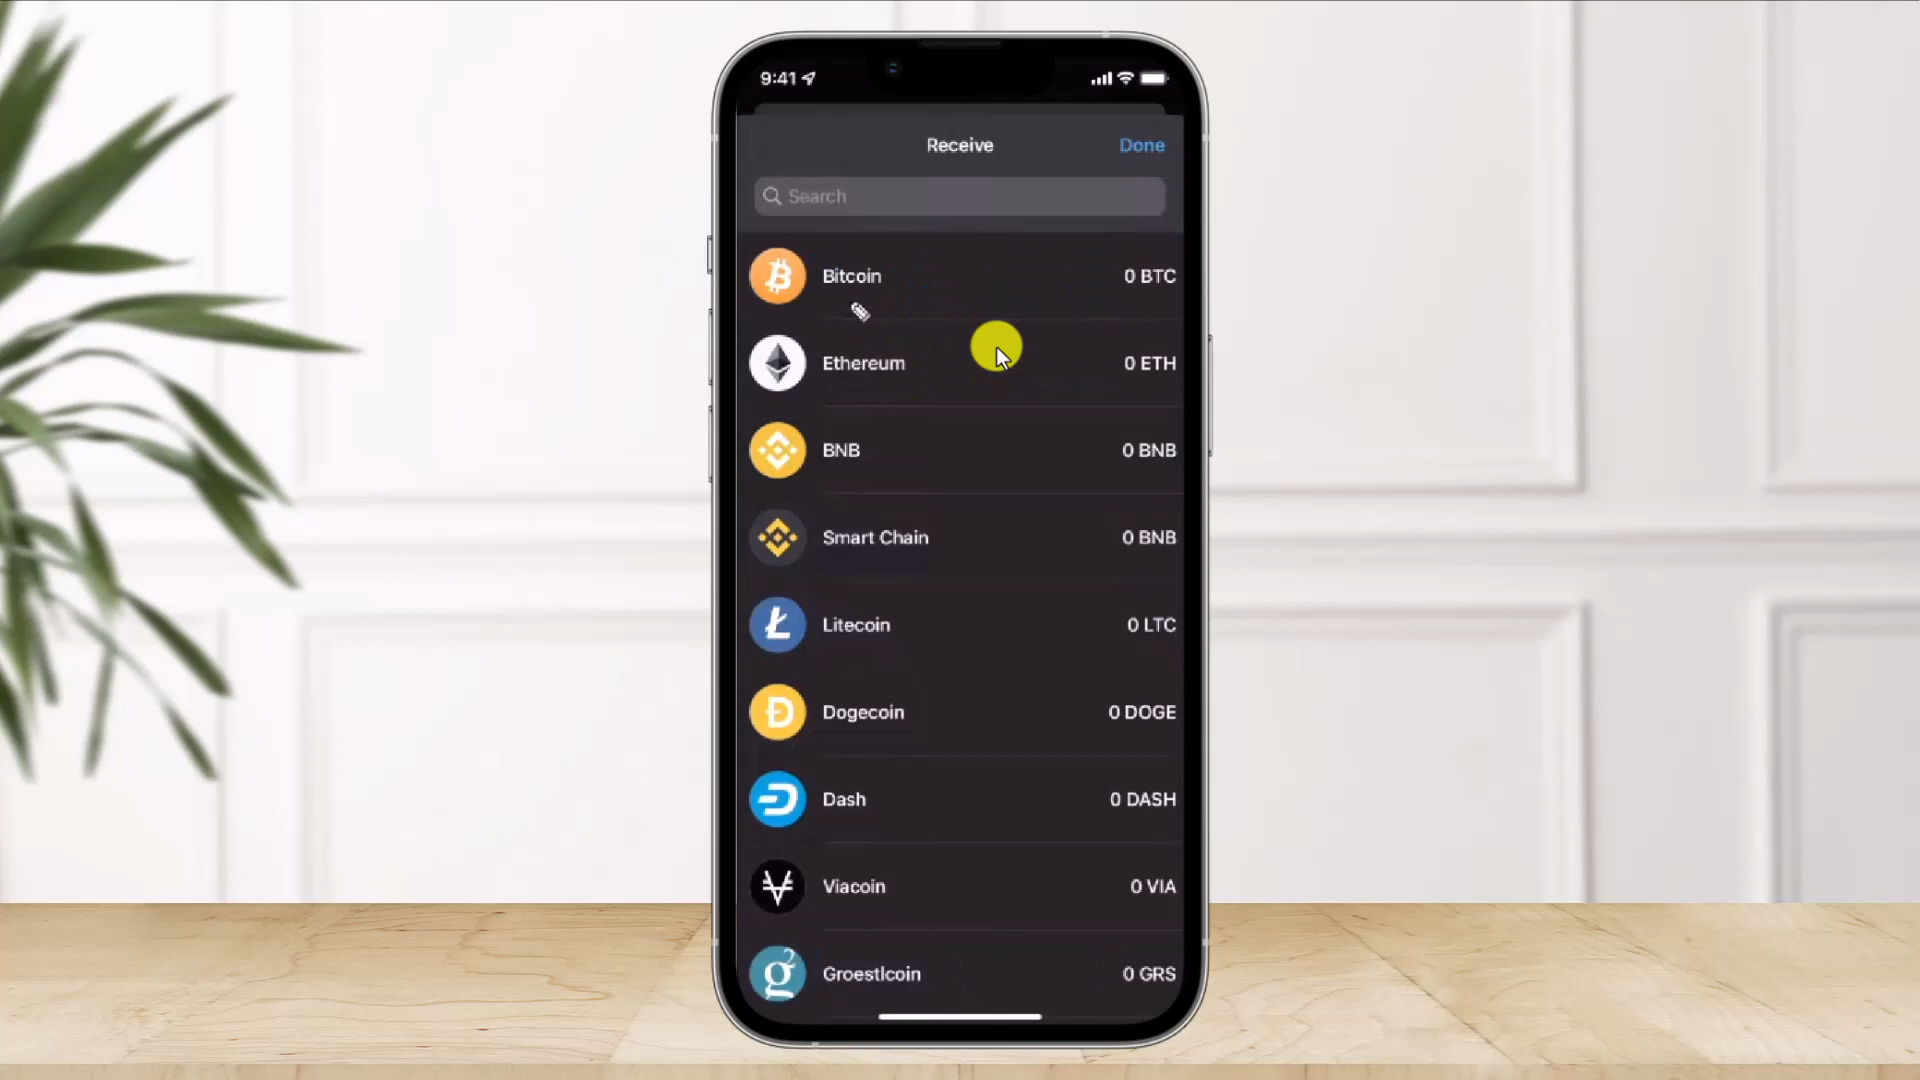 9:41
Receive Done
Search
Bitcoin 0 BTC
Ethereum 0 ETH
BNB 0 BNB
Smart Chain 0 BNB
Litecoin 0 LTC
Dogecoin 0 DOGE
Dash 0 DASH
Viacoin 0 VIA
Groestlcoin 0 GRS